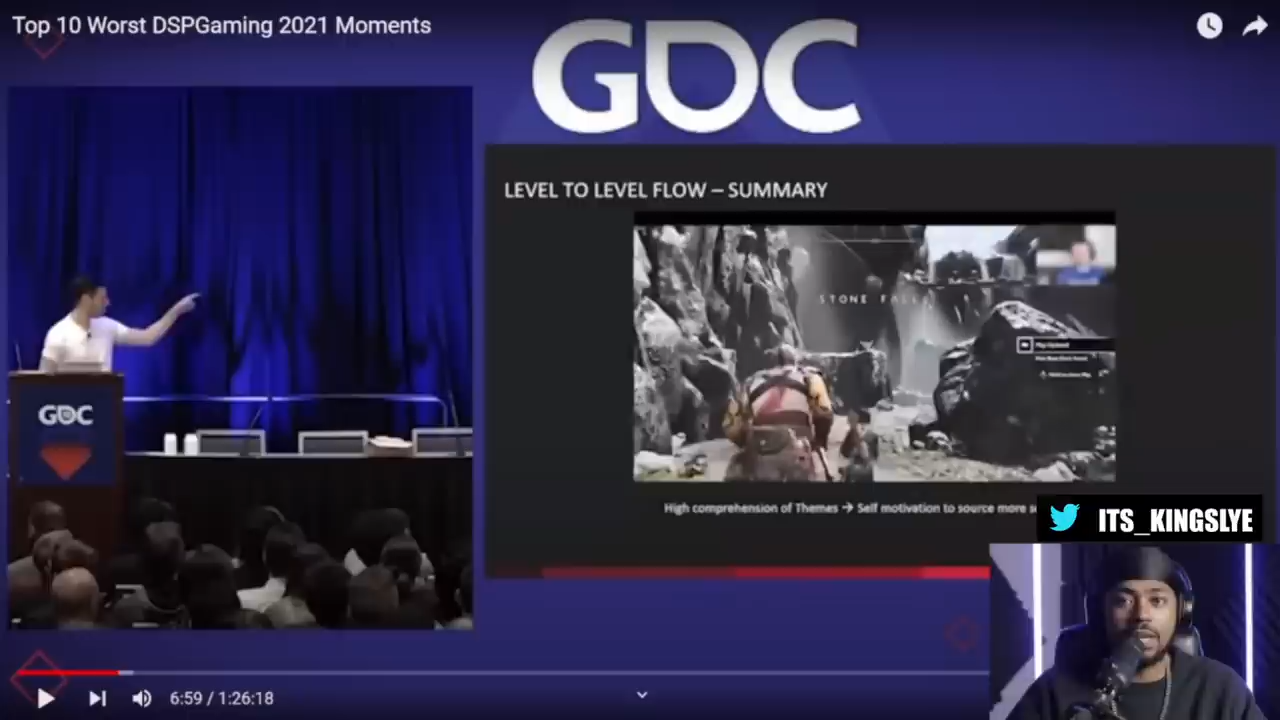 Top 10 Worst DSPGaming 2021 Moments
GDC
LEVEL TO LEVEL FLOW – SUMMARY
STONE FALL
GDC
High comprehension of Themes → Self motivation to source more
ITS_KINGSLYE
6:59 / 1:26:18